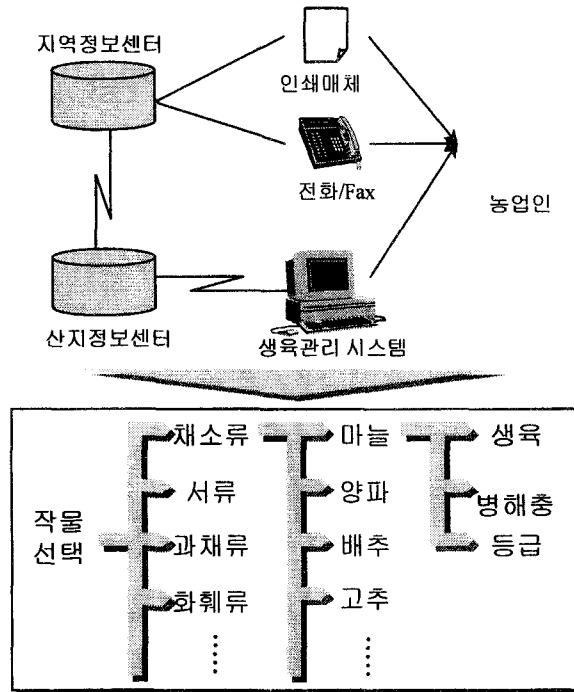 지역정보센터
인쇄매체
전화/Fax
농업인
산지정보센터
생육관리 시스템
작물
선택
채소류
서류
과채류
화훼류
마늘
양파
배추
고추
생육
병해충
등급